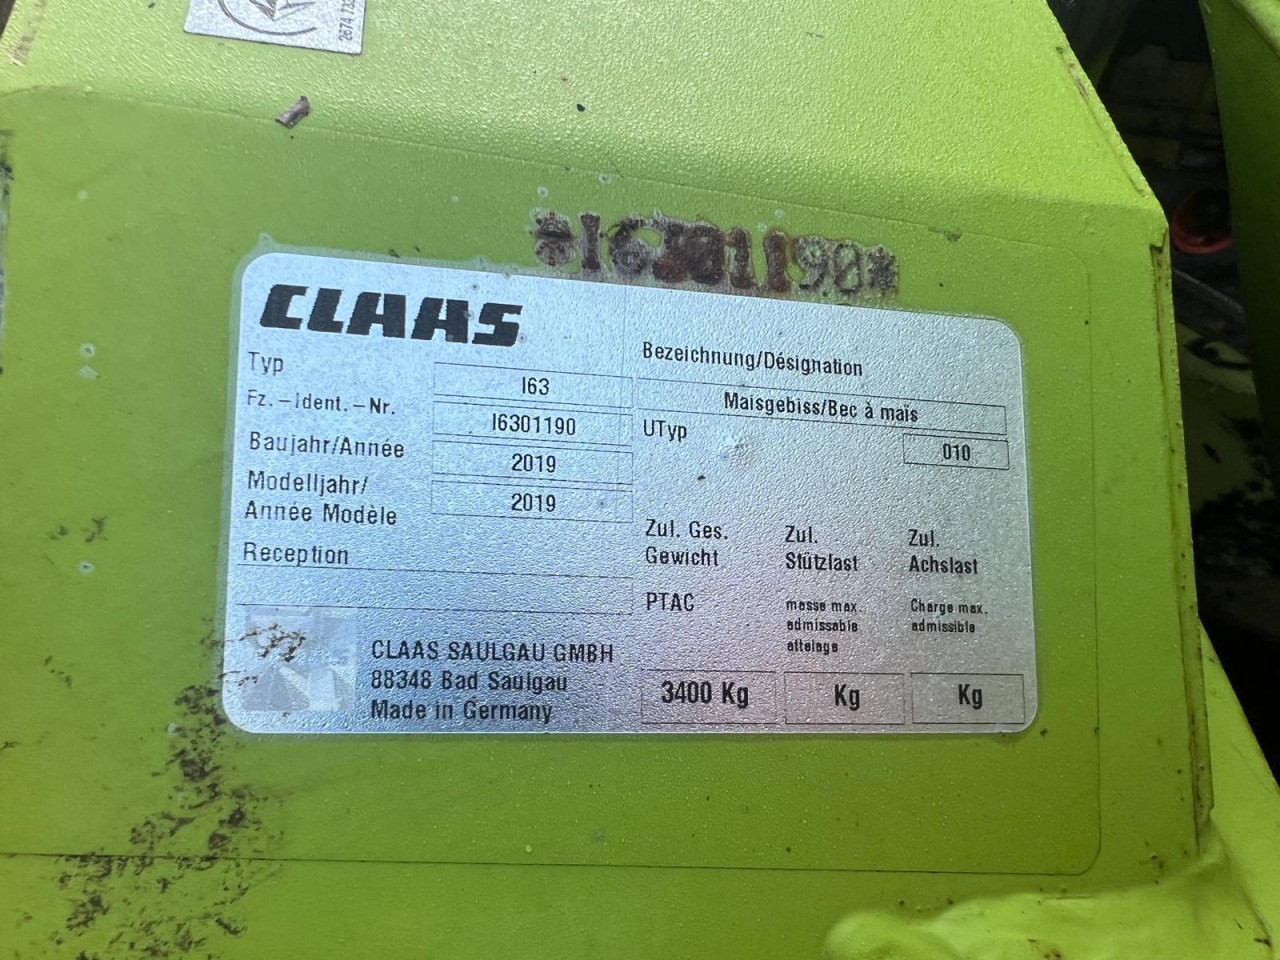 *I6301190*
CLAAS
Typ I63
Fz.-Ident.-Nr. I6301190
Baujahr/Année 2019
Modelljahr/
Année Modèle 2019
Reception
Bezeichnung/Désignation
Maisgebiss/Bec à maïs
UTyp 010
Zul. Ges. Zul. Zul.
Gewicht Stützlast Achslast
PTAC masse max. Charge max.
admissable admissible
attelage
3400 Kg Kg Kg
CLAAS SAULGAU GMBH
88348 Bad Saulgau
Made in Germany